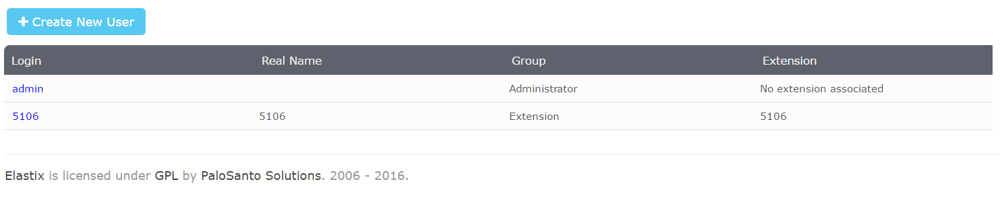 + Create New User
Login Real Name Group Extension
admin Administrator No extension associated
5106 5106 Extension 5106
Elastix is licensed under GPL by PaloSanto Solutions. 2006 - 2016.